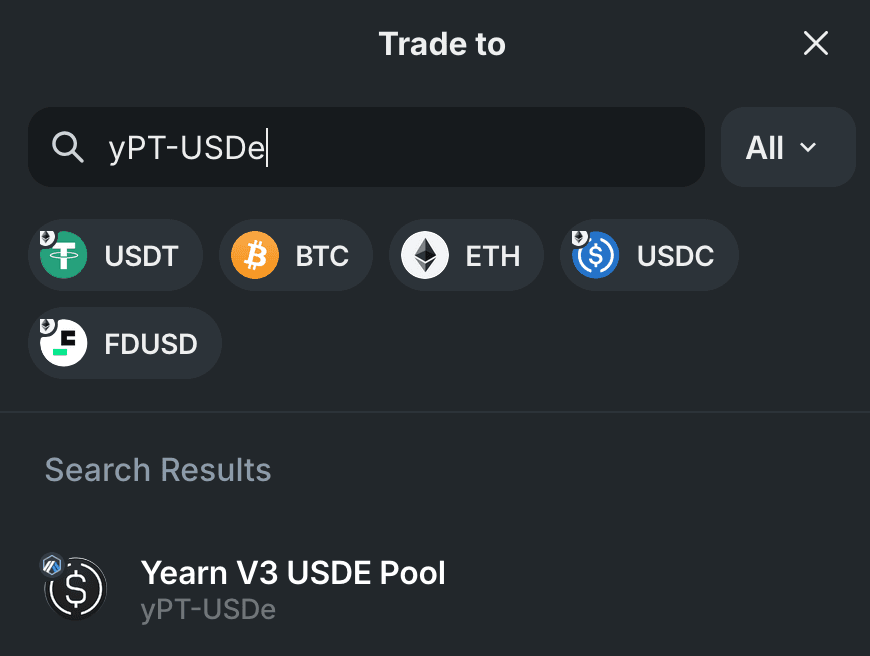 Trade to
yPT-USDe
All
USDT BTC ETH USDC
FDUSD
Search Results
Yearn V3 USDE Pool
yPT-USDe